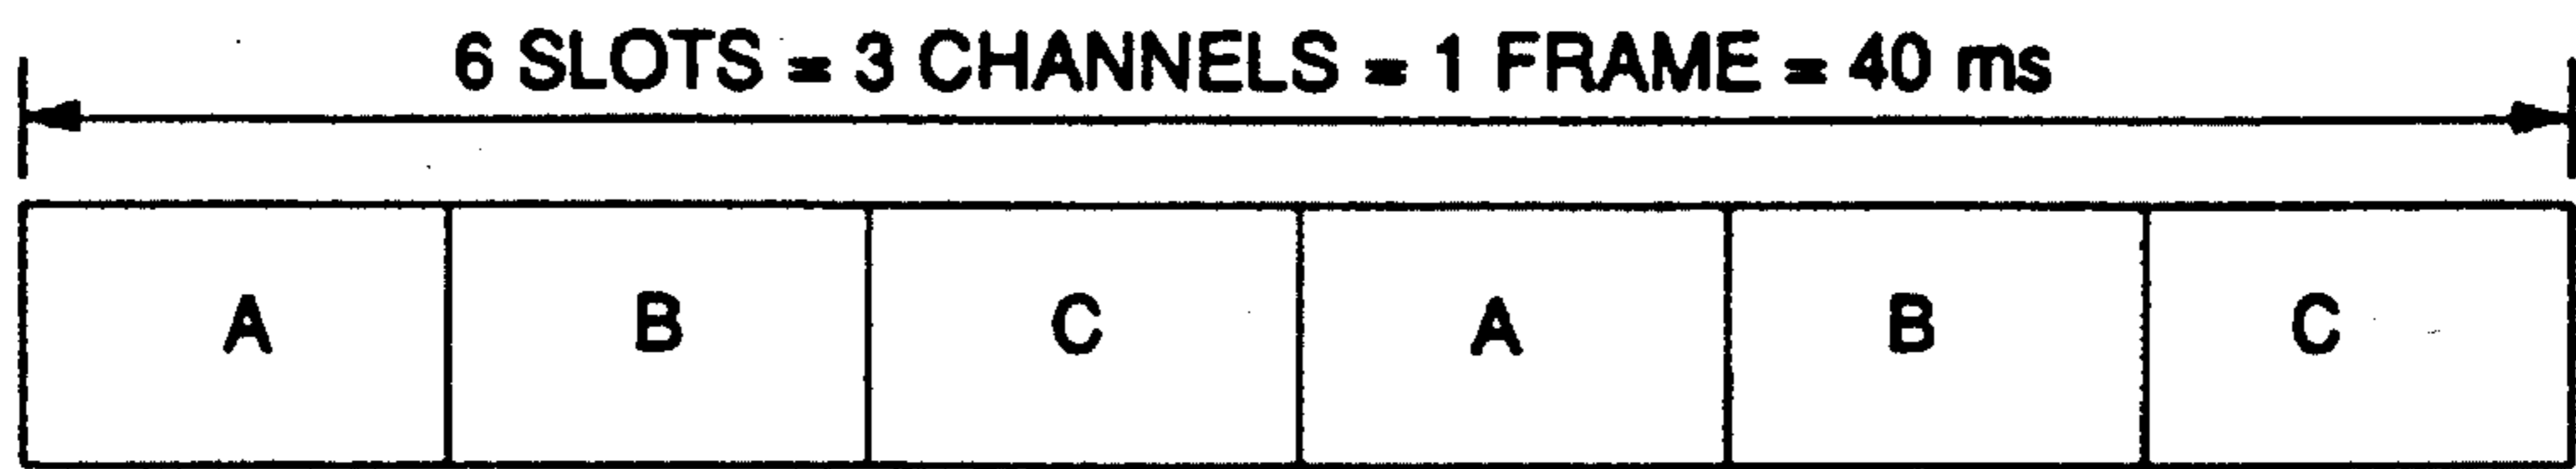 6 SLOTS = 3 CHANNELS = 1 FRAME = 40 ms
A B C A B C